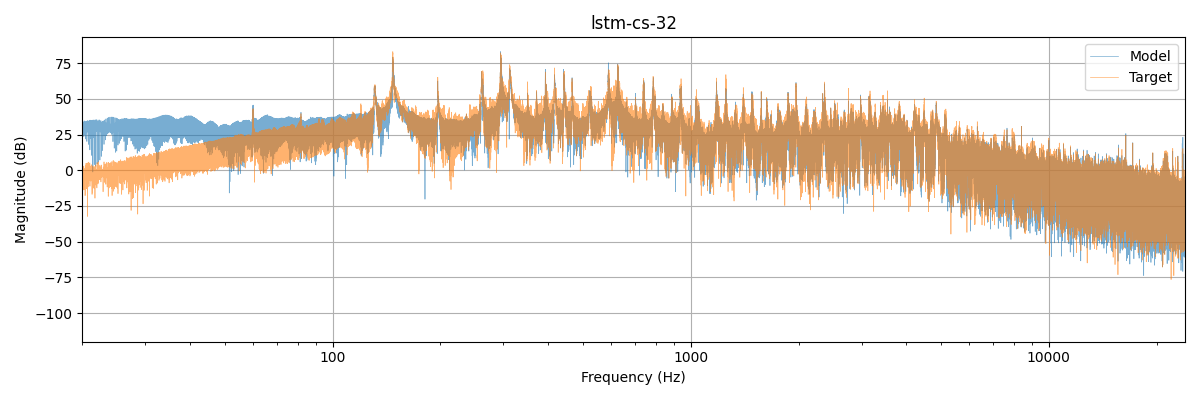 lstm-cs-32
Model
Target
Magnitude (dB)
75
50
25
0
−25
−50
−75
−100
100
1000
10000
Frequency (Hz)